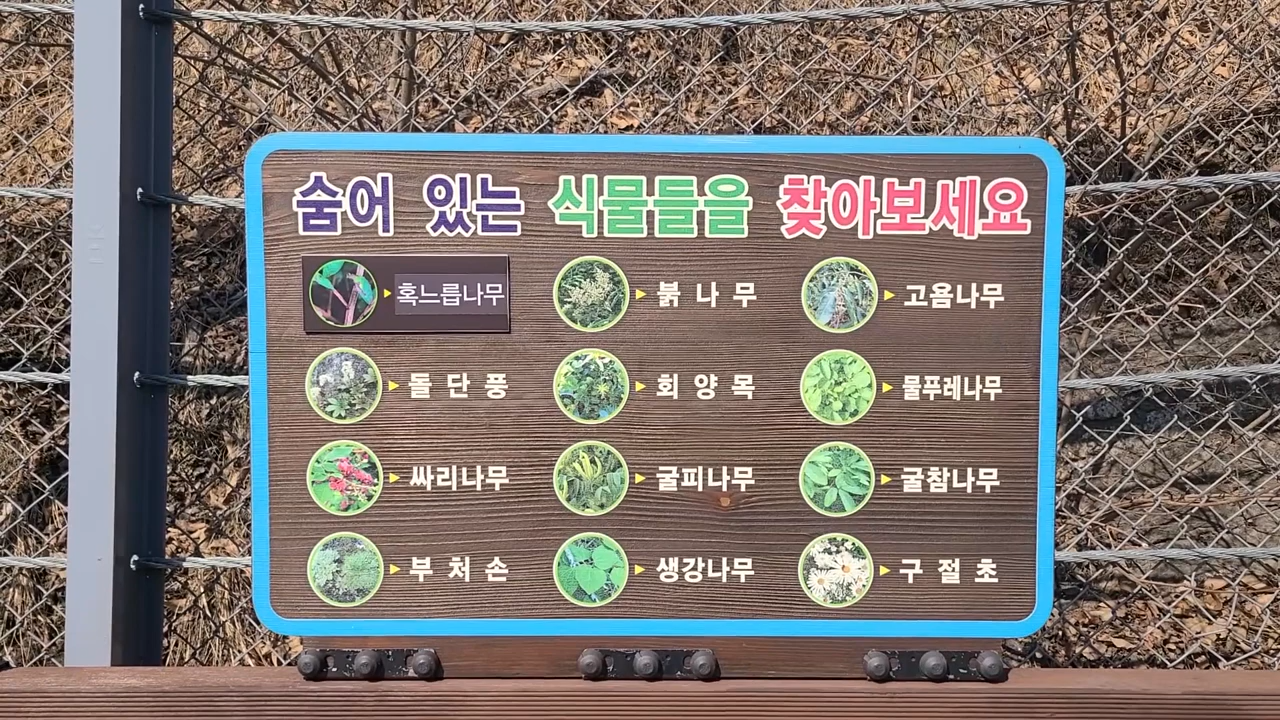 숨어 있는 식물들을 찾아보세요
혹느릅나무 붉 나 무 고욤나무
돌 단 풍 회 양 목 물푸레나무
싸리나무 굴피나무 굴참나무
부 처 손 생강나무 구 절 초